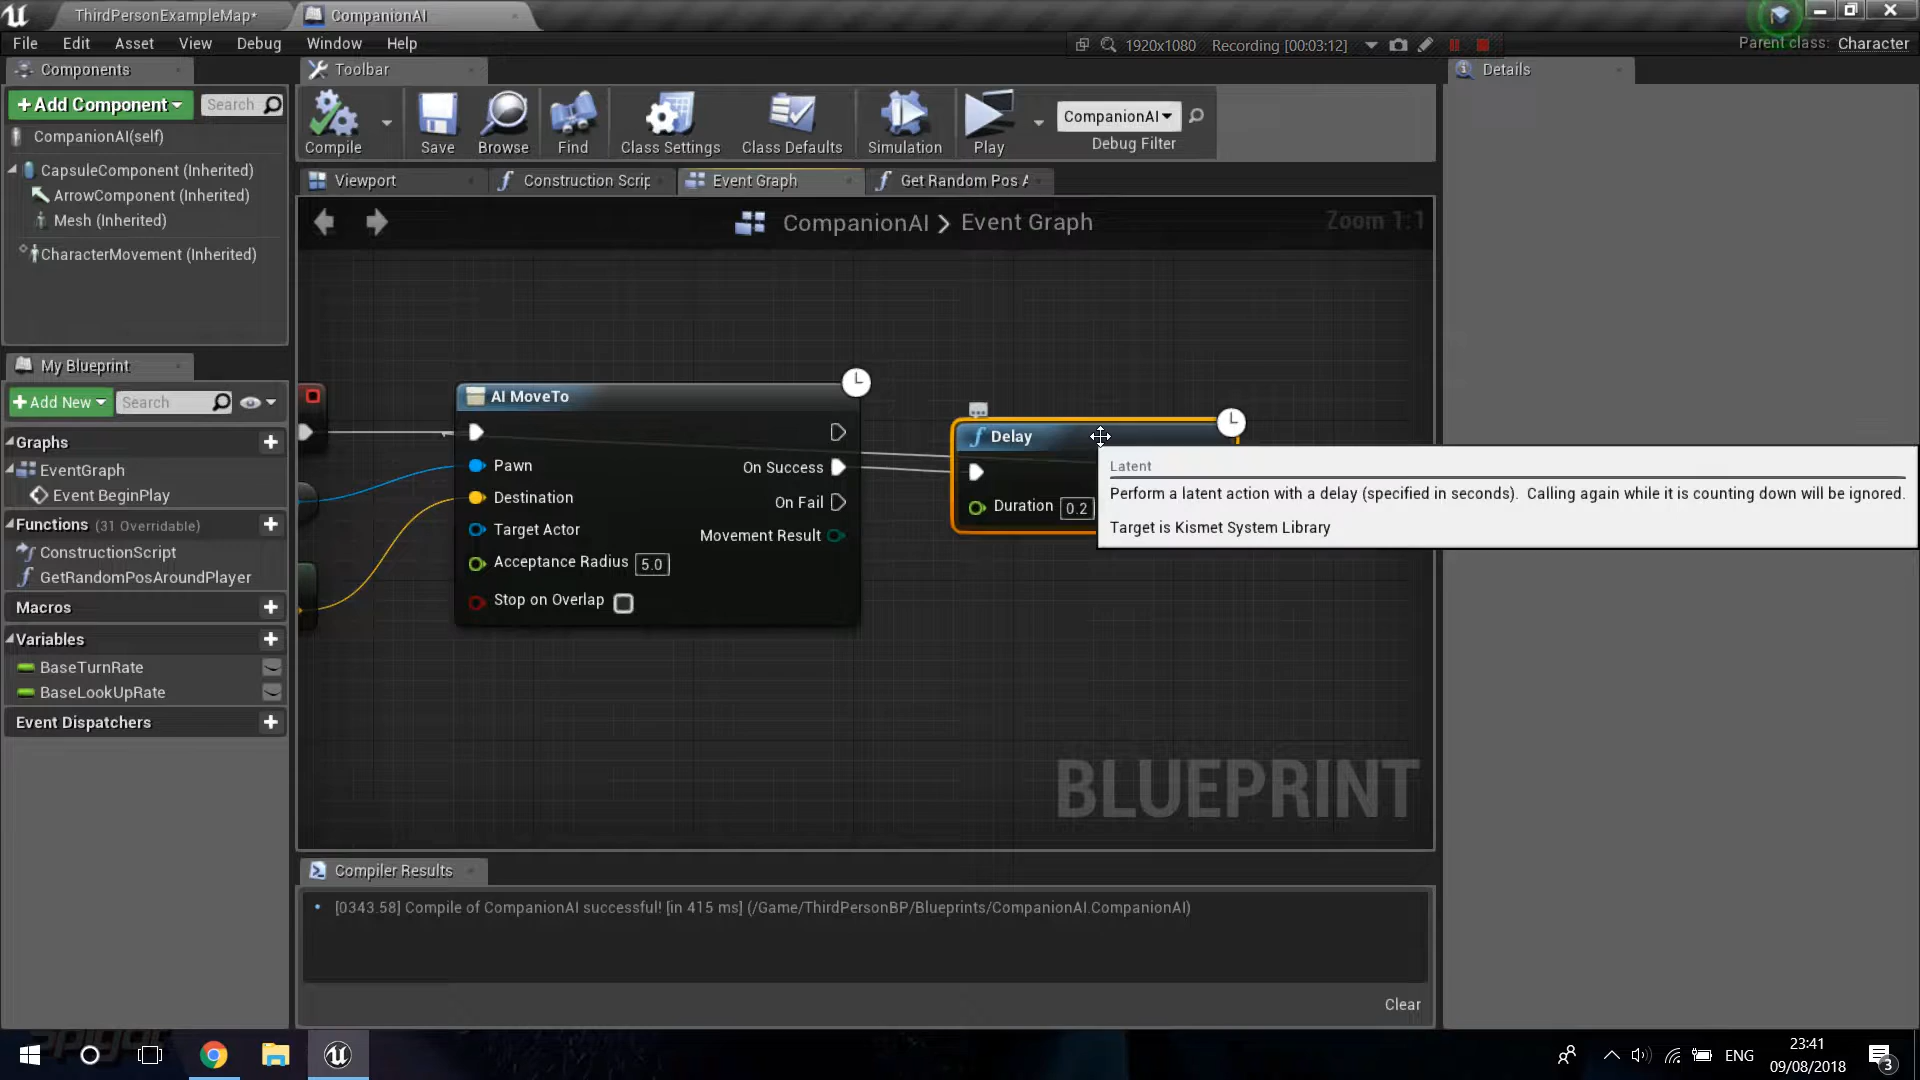 ThirdPersonExampleMap*
CompanionAI
File Edit Asset View Debug Window Help
1920x1080 Recording [00:03:12]
Parent class: Character
Components
Toolbar
Details
Add Component
Search
CompanionAI(self)
CapsuleComponent (Inherited)
ArrowComponent (Inherited)
Mesh (Inherited)
CharacterMovement (Inherited)
Compile
Save
Browse
Find
Class Settings
Class Defaults
Simulation
Play
CompanionAI
Debug Filter
Viewport
Construction Scrip
Event Graph
Get Random Pos A
CompanionAI > Event Graph
Zoom 1:1
My Blueprint
Add New
Search
Graphs
EventGraph
Event BeginPlay
Functions (31 Overridable)
ConstructionScript
GetRandomPosAroundPlayer
Macros
Variables
BaseTurnRate
BaseLookUpRate
Event Dispatchers
AI MoveTo
Pawn
On Success
Destination
On Fail
Target Actor
Movement Result
Acceptance Radius 5.0
Stop on Overlap
Delay
Duration 0.2
Latent
Perform a latent action with a delay (specified in seconds). Calling again while it is counting down will be ignored.
Target is Kismet System Library
BLUEPRINT
Compiler Results
[0343.58] Compile of CompanionAI successful! [in 415 ms] (/Game/ThirdPersonBP/Blueprints/CompanionAI.CompanionAI)
Clear
ENG
23:41
09/08/2018
3